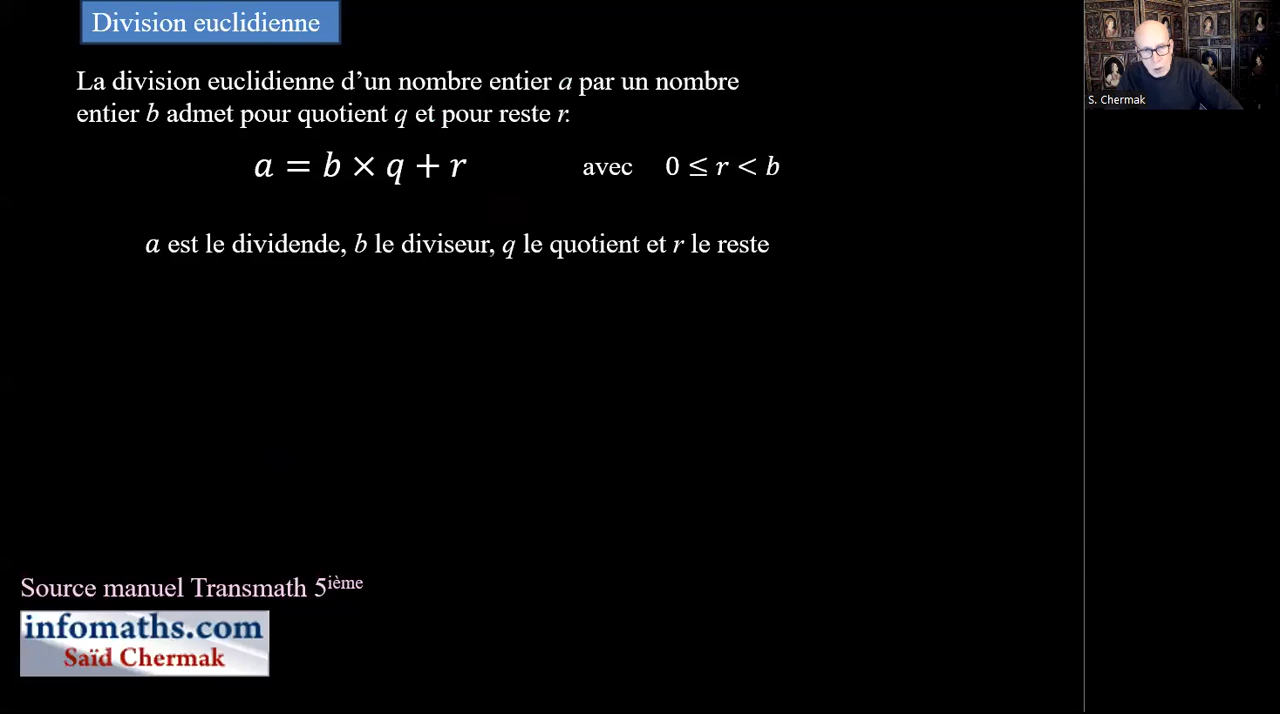 Division euclidienne
La division euclidienne d’un nombre entier a par un nombre
entier b admet pour quotient q et pour reste r.
a = b × q + r avec 0 ≤ r < b
a est le dividende, b le diviseur, q le quotient et r le reste
S. Chermak
Source manuel Transmath 5ième
infomaths.com
Saïd Chermak